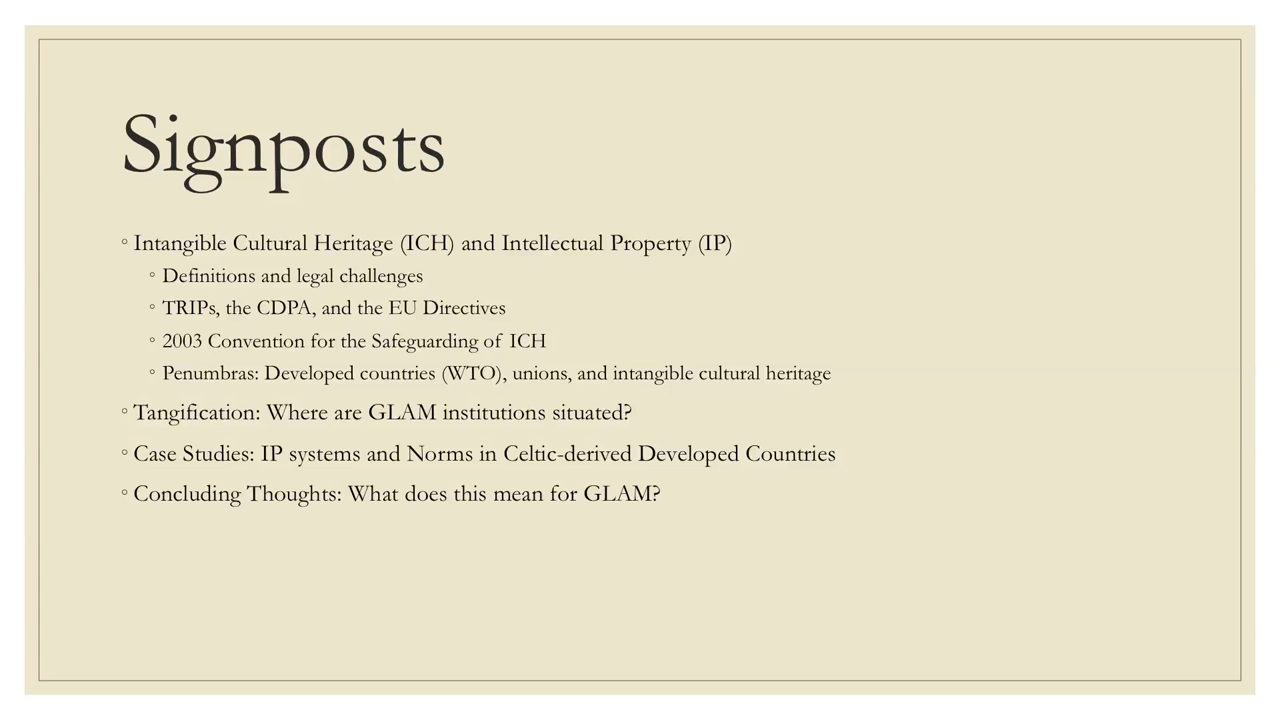 Signposts
◦ Intangible Cultural Heritage (ICH) and Intellectual Property (IP)
◦ Definitions and legal challenges
◦ TRIPs, the CDPA, and the EU Directives
◦ 2003 Convention for the Safeguarding of ICH
◦ Penumbras: Developed countries (WTO), unions, and intangible cultural heritage
◦ Tangification: Where are GLAM institutions situated?
◦ Case Studies: IP systems and Norms in Celtic-derived Developed Countries
◦ Concluding Thoughts: What does this mean for GLAM?